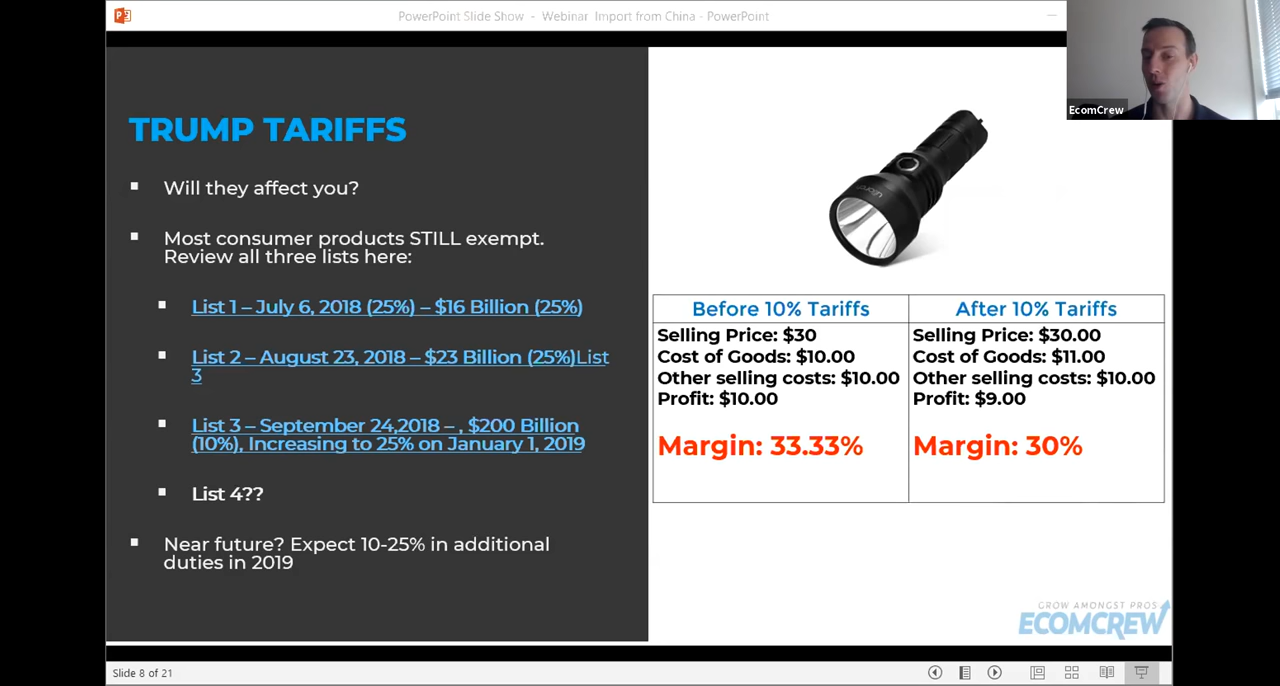 PowerPoint Slide Show - Webinar Import from China - PowerPoint
EcomCrew
TRUMP TARIFFS
Will they affect you?
Most consumer products STILL exempt.
Review all three lists here:
List 1 – July 6, 2018 (25%) – $16 Billion (25%)
List 2 – August 23, 2018 – $23 Billion (25%)List
3
List 3 – September 24,2018 – , $200 Billion
(10%), Increasing to 25% on January 1, 2019
List 4??
Near future? Expect 10-25% in additional
duties in 2019
Before 10% Tariffs
Selling Price: $30
Cost of Goods: $10.00
Other selling costs: $10.00
Profit: $10.00
Margin: 33.33%
After 10% Tariffs
Selling Price: $30.00
Cost of Goods: $11.00
Other selling costs: $10.00
Profit: $9.00
Margin: 30%
GROW AMONGST PROS
ECOMCREW
Slide 8 of 21